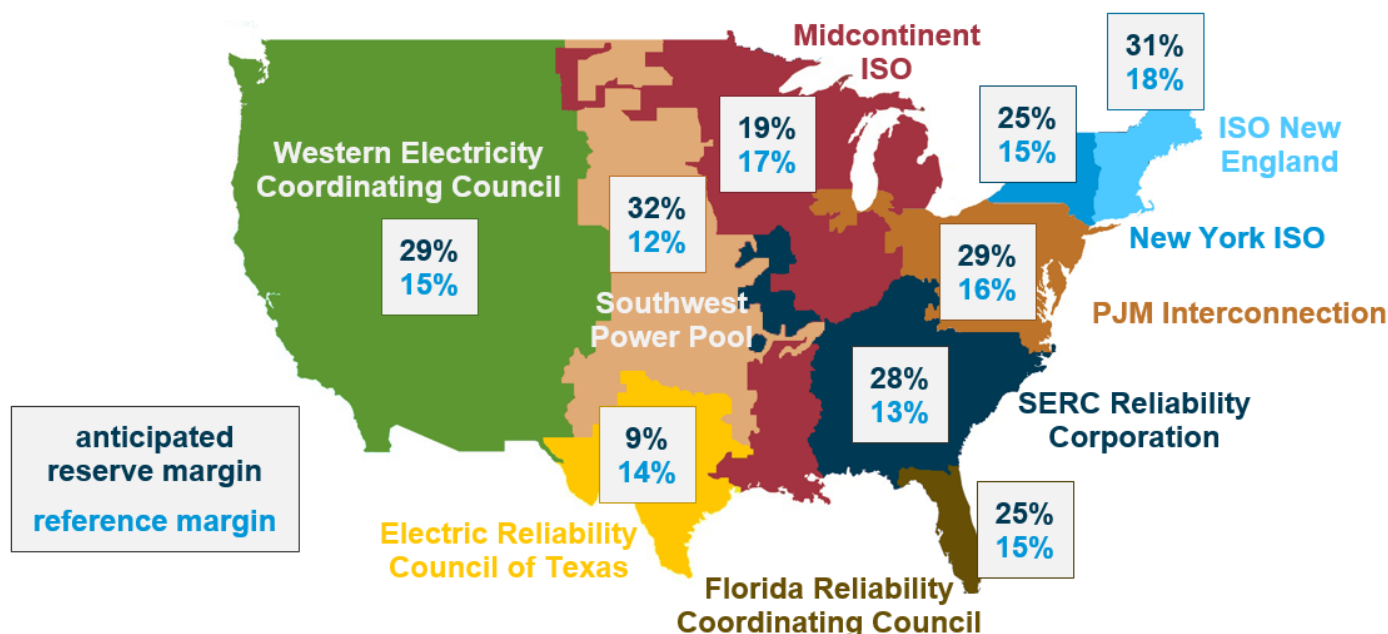 Midcontinent
ISO
31%
18%
25%
15%
ISO New
England
19%
17%
Western Electricity
Coordinating Council
29%
15%
32%
12%
New York ISO
29%
16%
Southwest
Power Pool
PJM Interconnection
28%
13%
SERC Reliability
Corporation
anticipated
reserve margin
reference margin
9%
14%
Electric Reliability
Council of Texas
25%
15%
Florida Reliability
Coordinating Council